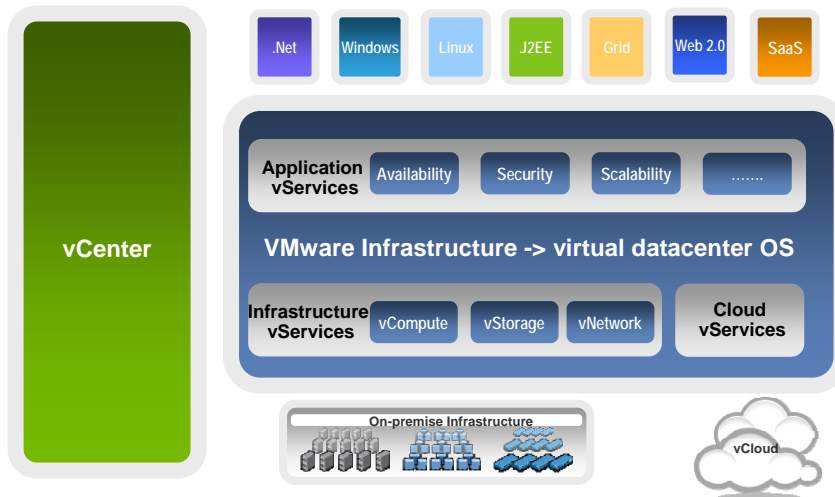 .Net Windows Linux J2EE Grid Web 2.0 SaaS
Application
vServices
Availability Security Scalability .......
vCenter
VMware Infrastructure -> virtual datacenter OS
Infrastructure
vServices
vCompute vStorage vNetwork
Cloud
vServices
On-premise Infrastructure
vCloud